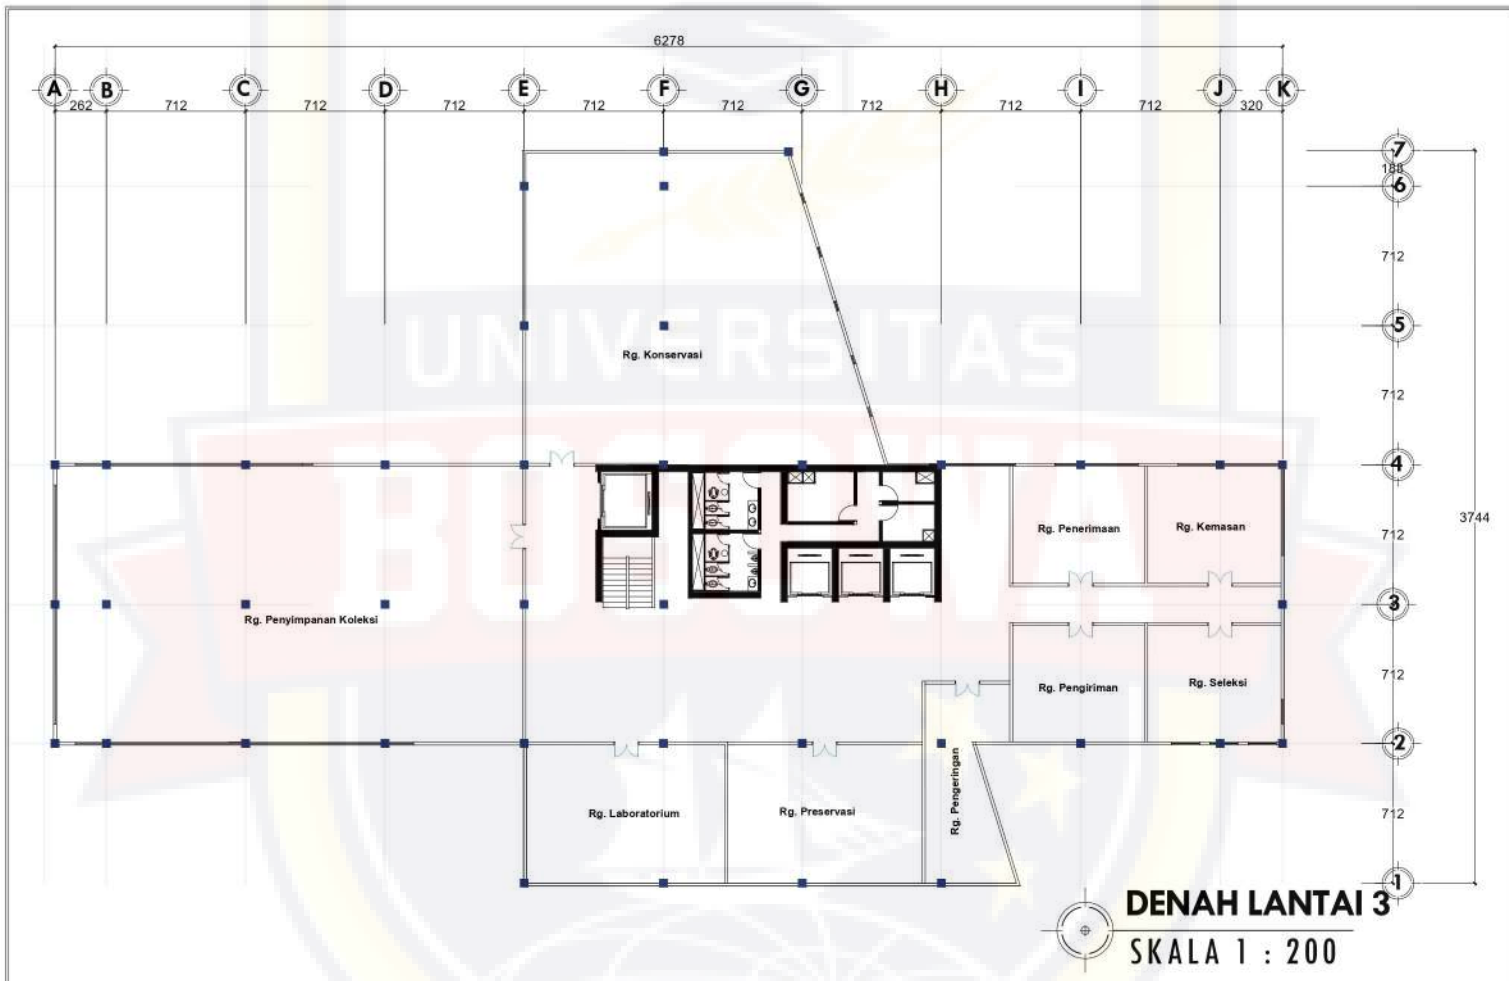 6278
A B C D E F G H I J K
262 712 712 712 712 712 712 712 712 320
7
188
6
712
5
712
4
712
3744
3
712
2
712
1
UNIVERSITAS
BOSOWA
Rg. Konservasi
Rg. Penerimaan
Rg. Kemasan
Rg. Penyimpanan Koleksi
Rg. Pengiriman
Rg. Seleksi
Rg. Laboratorium
Rg. Preservasi
Rg. Pengeringan
DENAH LANTAI 3
SKALA 1 : 200